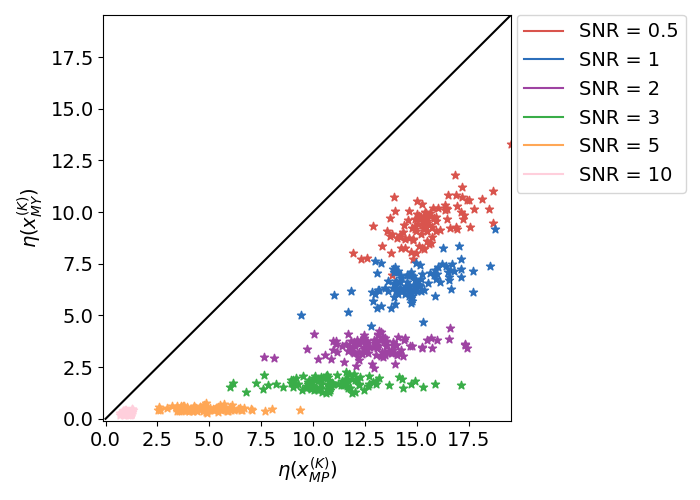 17.5
15.0
12.5
10.0
7.5
5.0
2.5
0.0
η(x_{MY}^{(K)})
0.0 2.5 5.0 7.5 10.0 12.5 15.0 17.5
η(x_{MP}^{(K)})
SNR = 0.5
SNR = 1
SNR = 2
SNR = 3
SNR = 5
SNR = 10